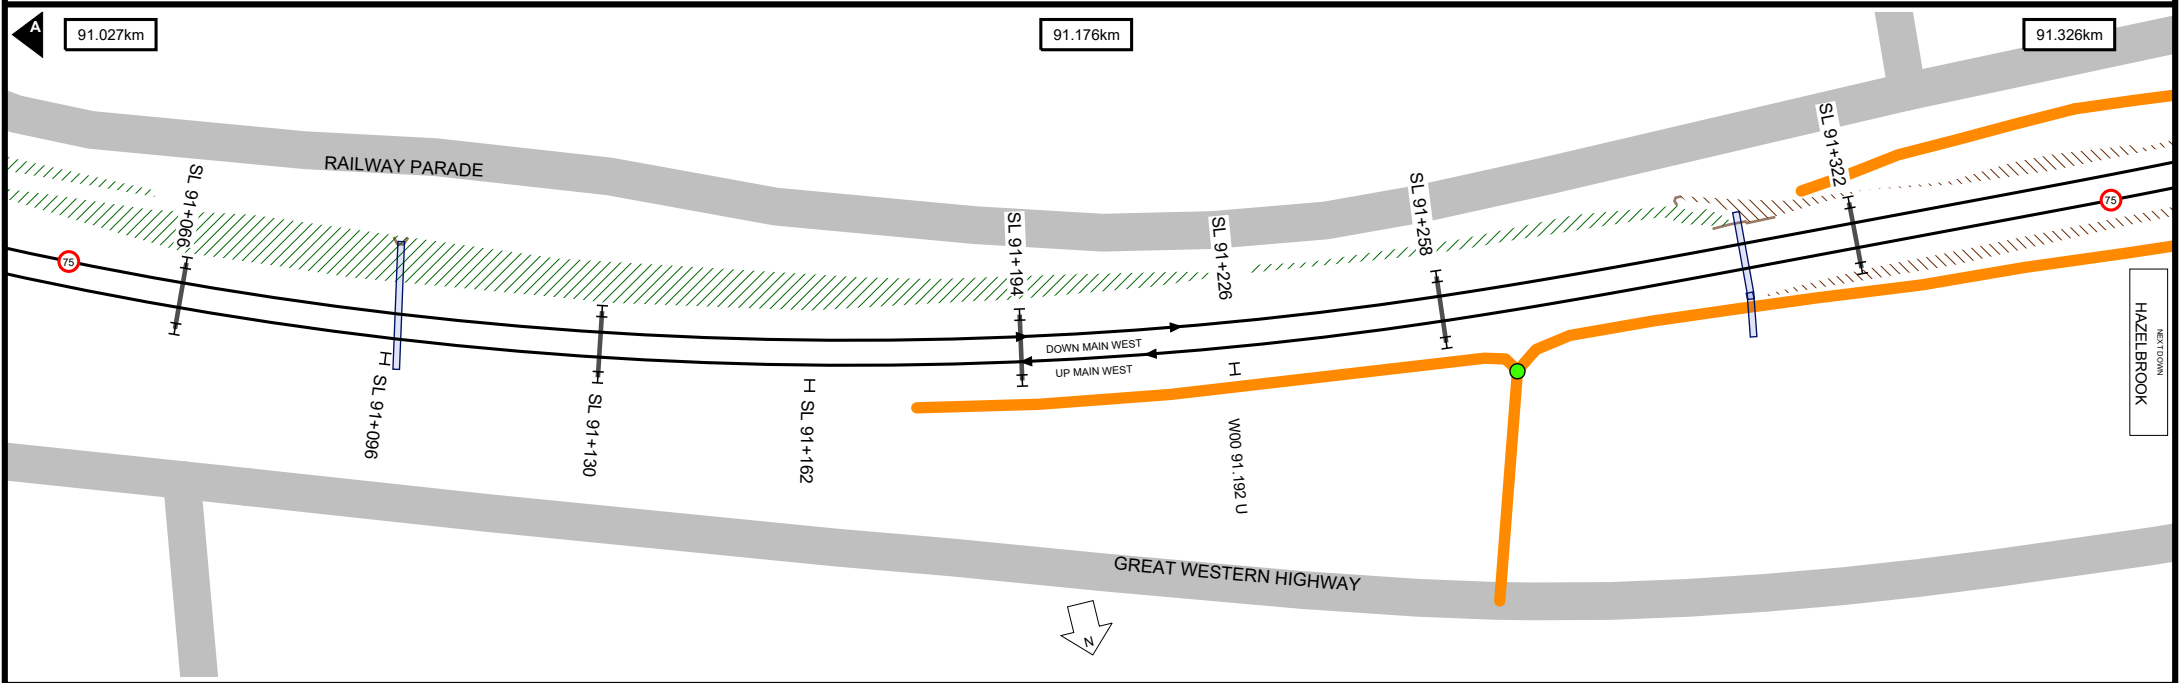 A
91.027km
91.176km
91.326km
RAILWAY PARADE
SL 91+066
SL 91+194
SL 91+226
SL 91+258
SL 91+322
75
75
DOWN MAIN WEST
UP MAIN WEST
SL 91+096
SL 91+130
SL 91+162
W00 91.192 U
NEXT DOWN
HAZELBROOK
GREAT WESTERN HIGHWAY
N